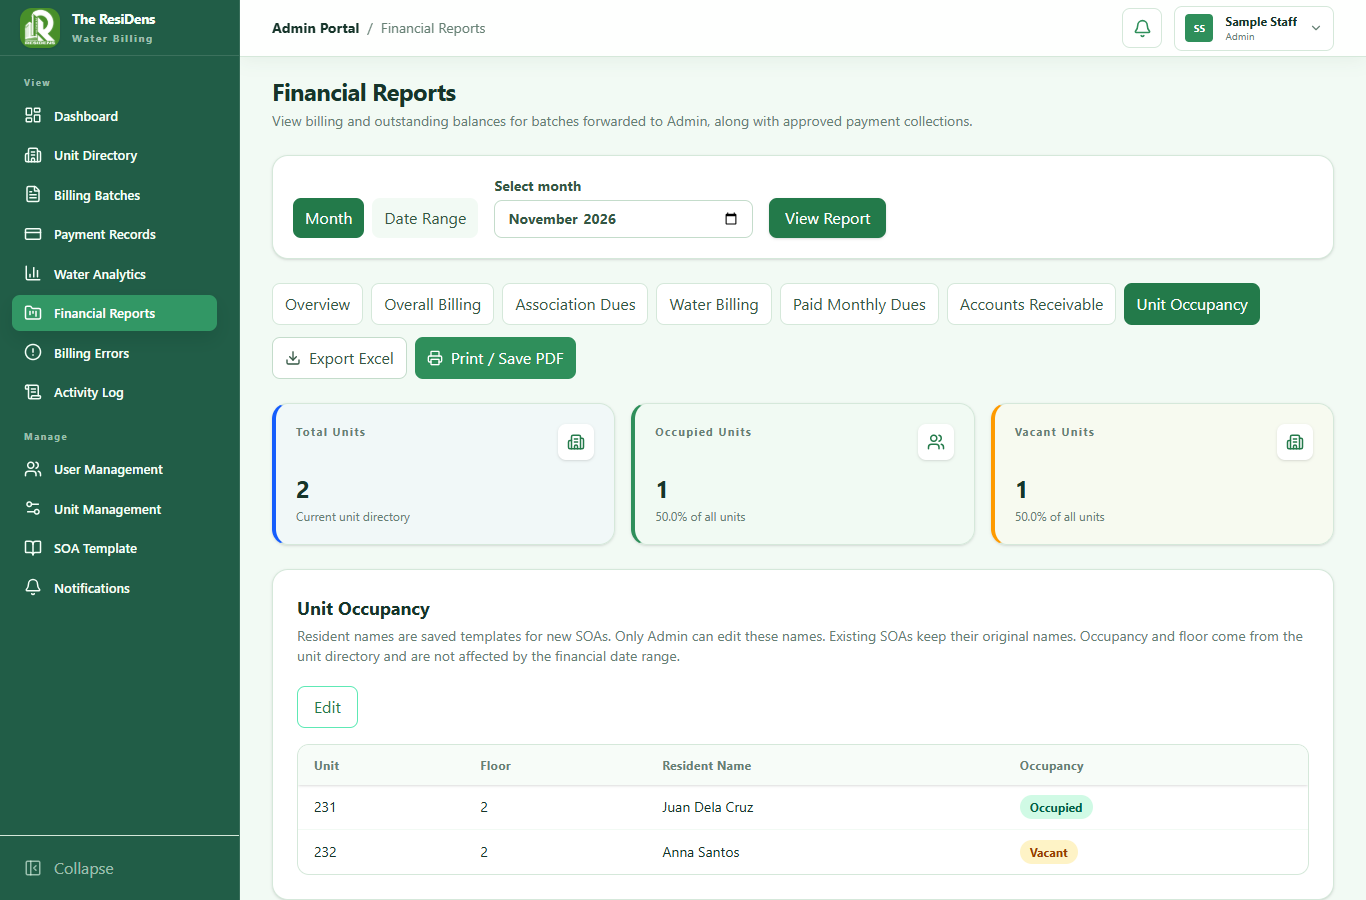 The ResiDens
Water Billing
View
Dashboard
Unit Directory
Billing Batches
Payment Records
Water Analytics
Financial Reports
Billing Errors
Activity Log
Manage
User Management
Unit Management
SOA Template
Notifications
Collapse
Admin Portal / Financial Reports
SS
Sample Staff
Admin
Financial Reports
View billing and outstanding balances for batches forwarded to Admin, along with approved payment collections.
Month
Date Range
Select month
November 2026
View Report
Overview
Overall Billing
Association Dues
Water Billing
Paid Monthly Dues
Accounts Receivable
Unit Occupancy
Export Excel
Print / Save PDF
Total Units
2
Current unit directory
Occupied Units
1
50.0% of all units
Vacant Units
1
50.0% of all units
Unit Occupancy
Resident names are saved templates for new SOAs. Only Admin can edit these names. Existing SOAs keep their original names. Occupancy and floor come from the
unit directory and are not affected by the financial date range.
Edit
Unit Floor Resident Name Occupancy
231 2 Juan Dela Cruz Occupied
232 2 Anna Santos Vacant